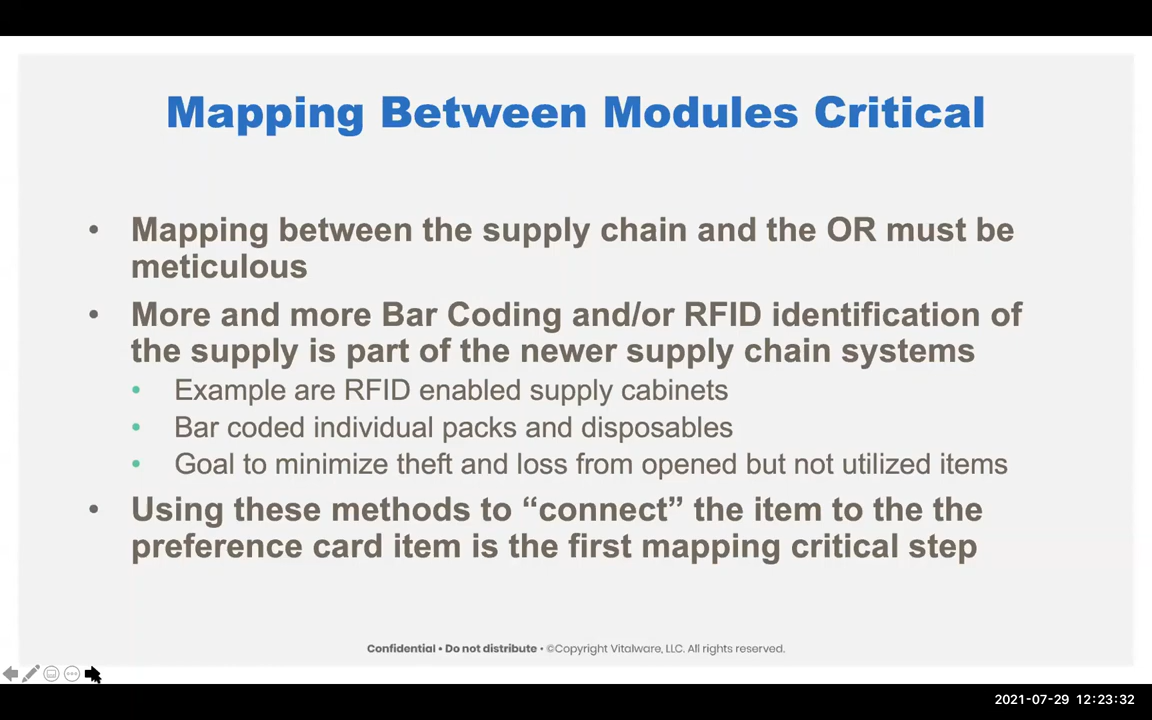 Mapping Between Modules Critical
• Mapping between the supply chain and the OR must be
meticulous
• More and more Bar Coding and/or RFID identification of
the supply is part of the newer supply chain systems
• Example are RFID enabled supply cabinets
• Bar coded individual packs and disposables
• Goal to minimize theft and loss from opened but not utilized items
• Using these methods to “connect” the item to the the
preference card item is the first mapping critical step
Confidential • Do not distribute • ©Copyright Vitalware, LLC. All rights reserved.
2021-07-29 12:23:32